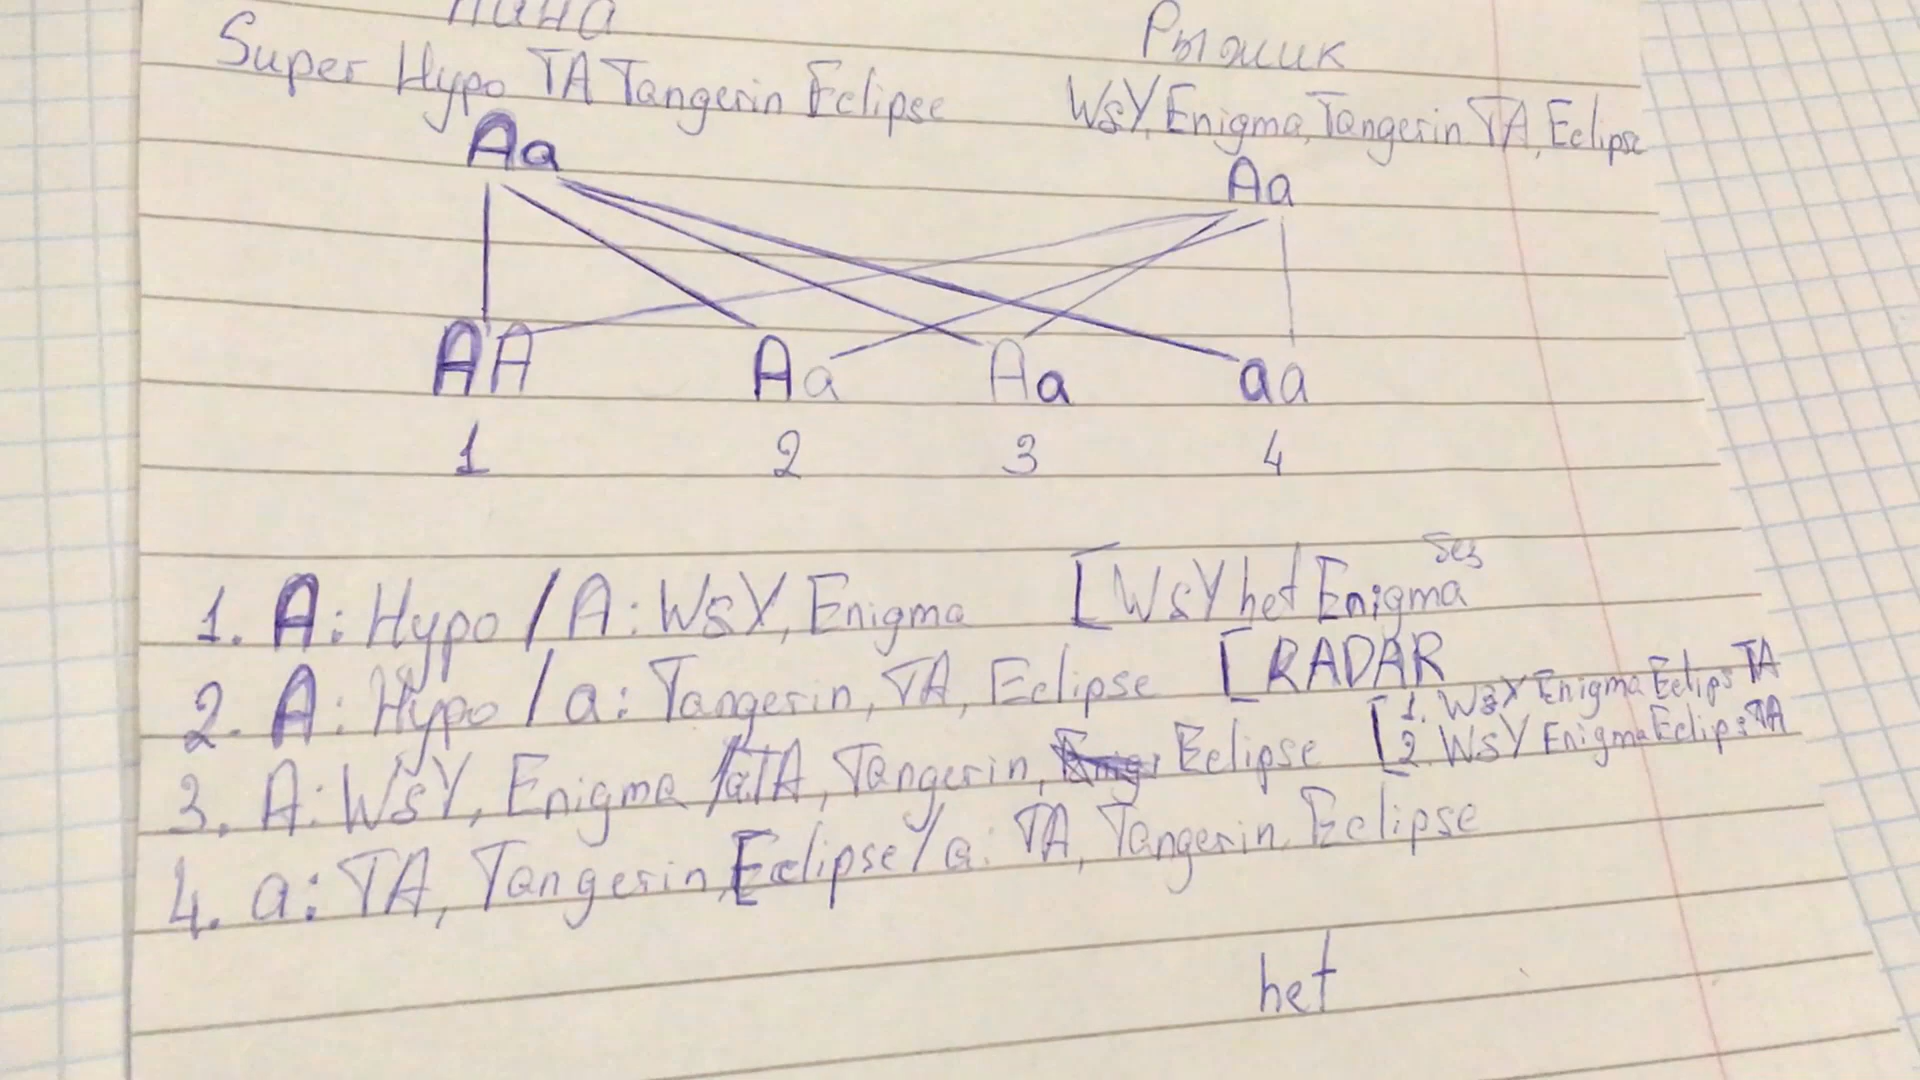 Рыжик
Super Hypo TA Tangerin Eclipse
WsY, Enigma, Tangerin TA, Eclipse
Aa
Aa
AA Aa Aa aa
1 2 3 4
1. A: Hypo / A: WsY, Enigma [WsY het Enigma без
2. A: Hypo / a: Tangerin, TA, Eclipse [RADAR
3. A: WsY, Enigma /a:TA, Tangerin, Eclipse [1. WsY Enigma Eclips TA
2. WsY Enigma Eclips TA
4. a: TA, Tangerin, Eclipse / a: TA, Tangerin, Eclipse
het